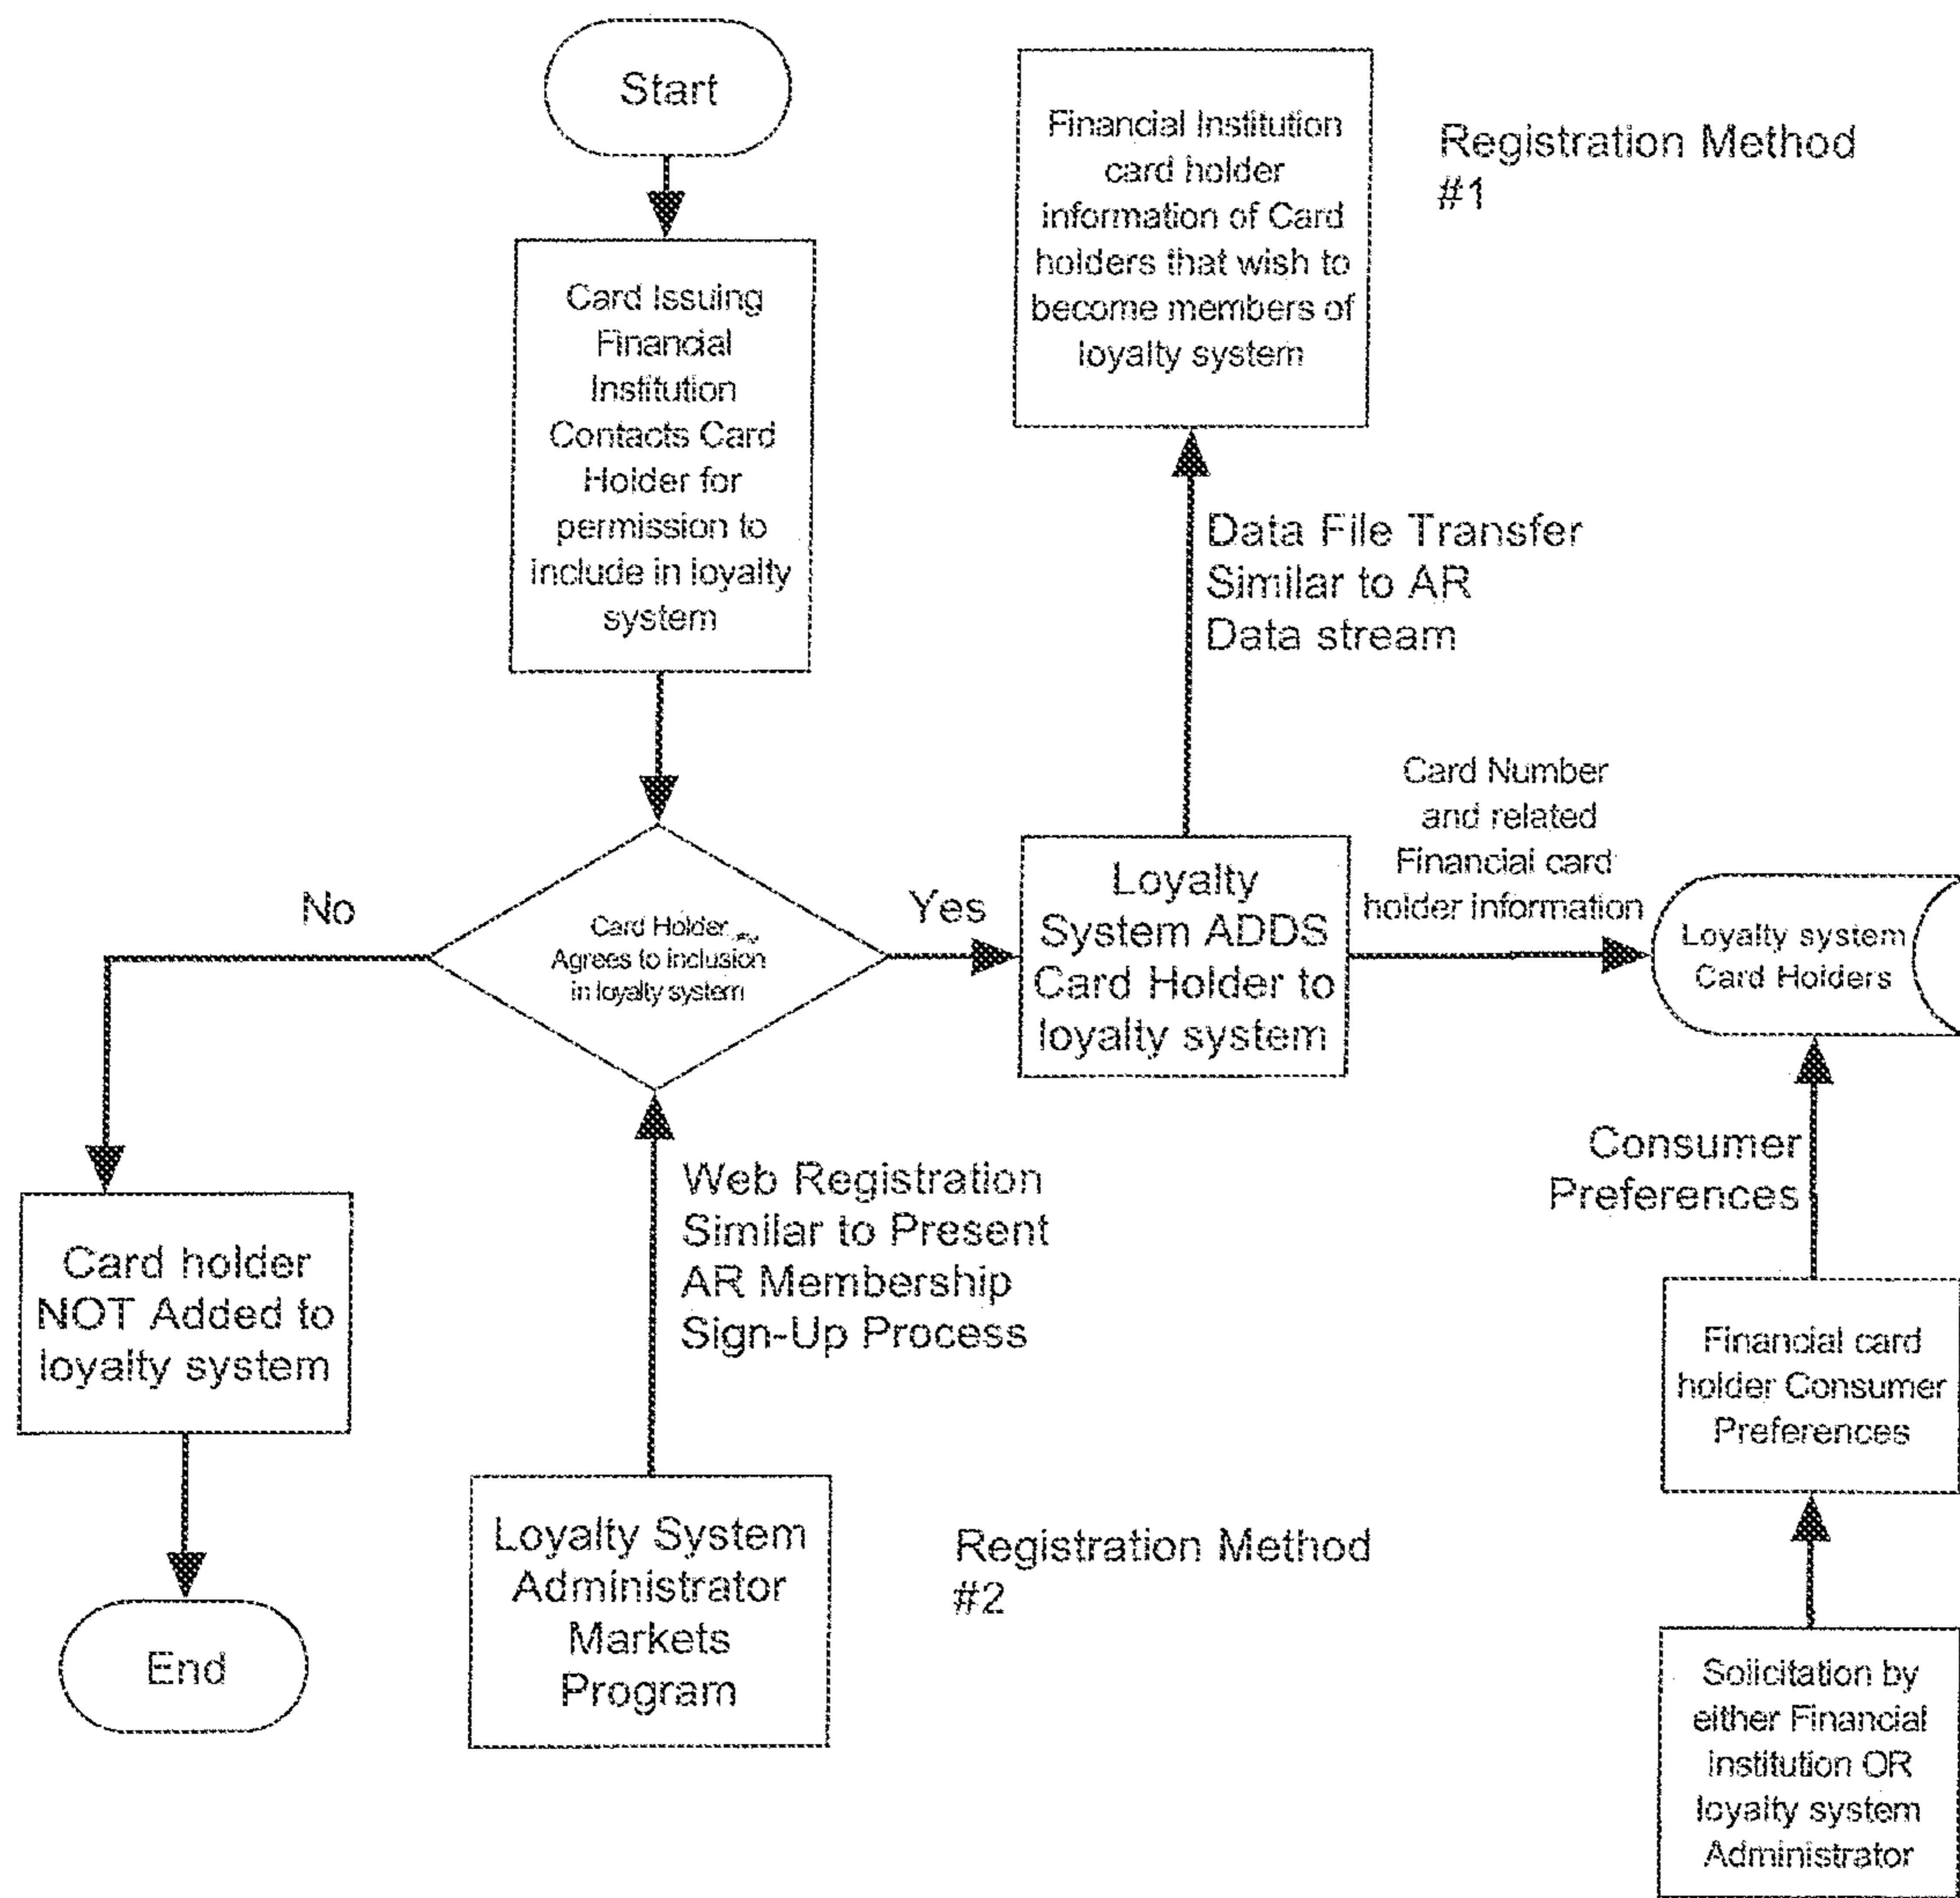 Start
Card Issuing
Financial
Institution
Contacts Card
Holder for
permission to
include in loyalty
system
Financial Institution
card holder
information of Card
holders that wish to
become members of
loyalty system
Registration Method
#1
Data File Transfer
Similar to AR
Data stream
No
Card Holder
Agrees to inclusion
in loyalty system
Yes
Loyalty
System ADDS
Card Holder to
loyalty system
Card Number
and related
Financial card
holder information
Loyalty system
Card Holders
Card holder
NOT Added to
loyalty system
End
Web Registration
Similar to Present
AR Membership
Sign-Up Process
Loyalty System
Administrator
Markets
Program
Registration Method
#2
Consumer
Preferences
Financial card
holder Consumer
Preferences
Solicitation by
either Financial
institution OR
loyalty system
Administrator